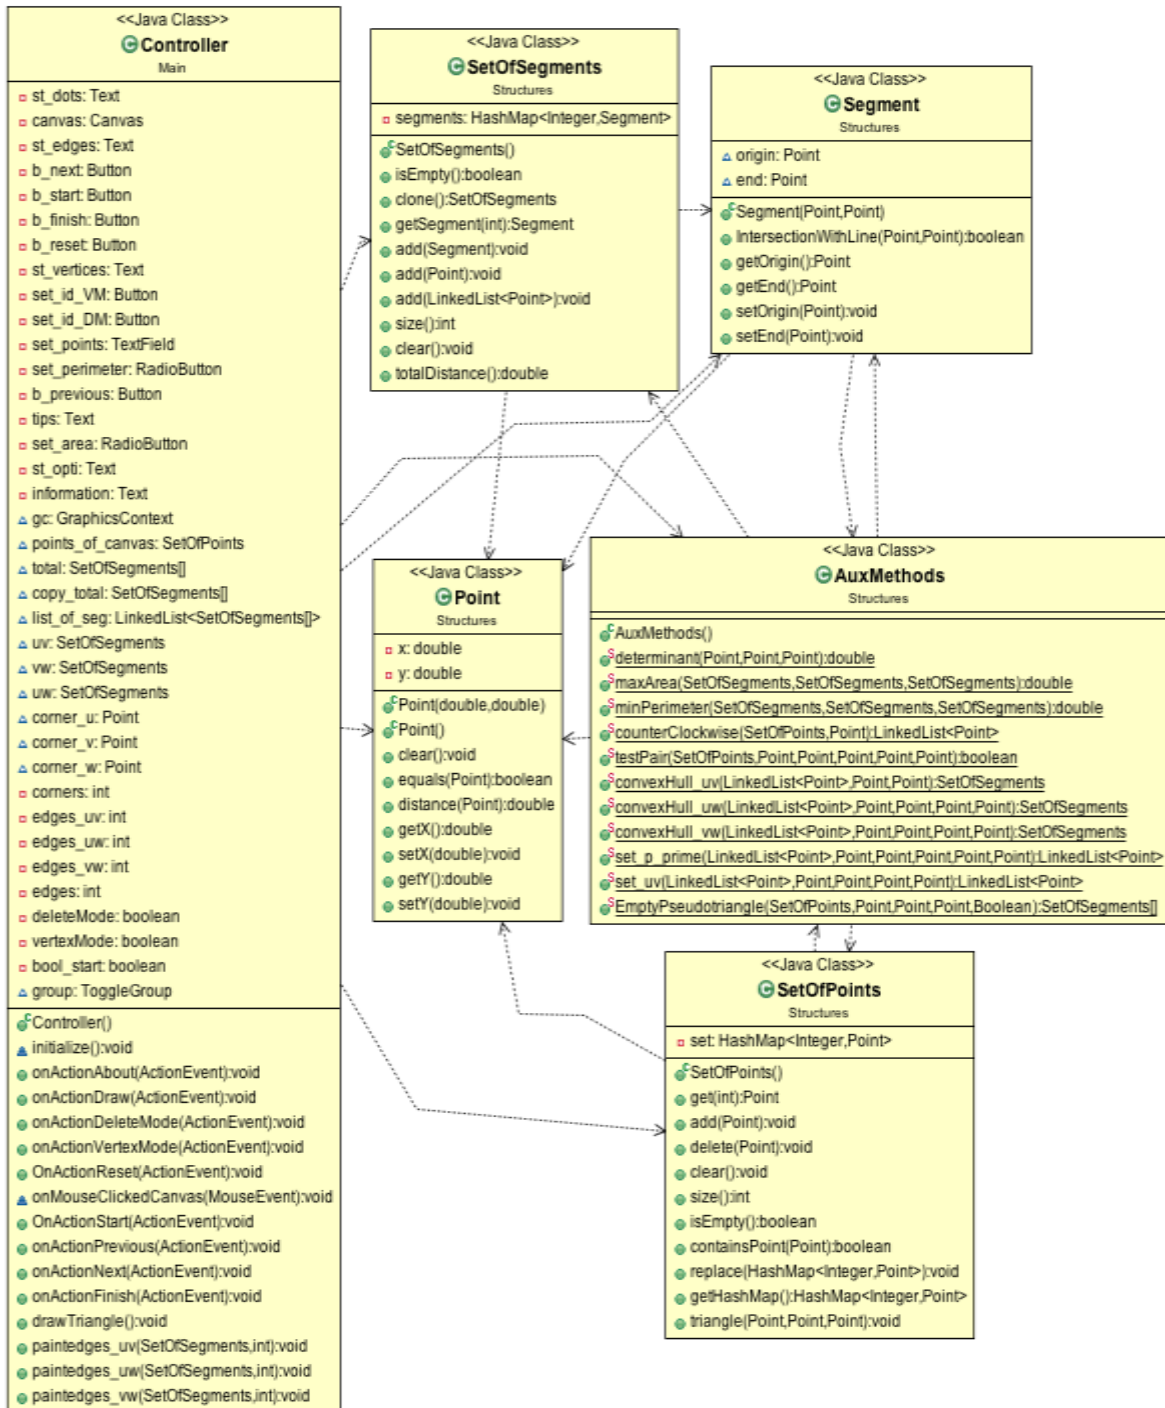 <<Java Class>>
Controller
Main
st_dots: Text
canvas: Canvas
st_edges: Text
b_next: Button
b_start: Button
b_finish: Button
b_reset: Button
st_vertices: Text
set_id_VM: Button
set_id_DM: Button
set_points: TextField
set_perimeter: RadioButton
b_previous: Button
tips: Text
set_area: RadioButton
st_opti: Text
information: Text
gc: GraphicsContext
points_of_canvas: SetOfPoints
total: SetOfSegments[]
copy_total: SetOfSegments[]
list_of_seg: LinkedList<SetOfSegments[]>
uv: SetOfSegments
vw: SetOfSegments
uw: SetOfSegments
corner_u: Point
corner_v: Point
corner_w: Point
corners: int
edges_uv: int
edges_uw: int
edges_vw: int
edges: int
deleteMode: boolean
vertexMode: boolean
bool_start: boolean
group: ToggleGroup
Controller()
initialize():void
onActionAbout(ActionEvent):void
onActionDraw(ActionEvent):void
onActionDeleteMode(ActionEvent):void
onActionVertexMode(ActionEvent):void
OnActionReset(ActionEvent):void
onMouseClickedCanvas(MouseEvent):void
OnActionStart(ActionEvent):void
onActionPrevious(ActionEvent):void
onActionNext(ActionEvent):void
onActionFinish(ActionEvent):void
drawTriangle():void
paintedges_uv(SetOfSegments,int):void
paintedges_uw(SetOfSegments,int):void
paintedges_vw(SetOfSegments,int):void
<<Java Class>>
SetOfSegments
Structures
segments: HashMap<Integer,Segment>
SetOfSegments()
isEmpty():boolean
clone():SetOfSegments
getSegment(int):Segment
add(Segment):void
add(Point):void
add(LinkedList<Point>):void
size():int
clear():void
totalDistance():double
<<Java Class>>
Segment
Structures
origin: Point
end: Point
Segment(Point,Point)
IntersectionWithLine(Point,Point):boolean
getOrigin():Point
getEnd():Point
setOrigin(Point):void
setEnd(Point):void
<<Java Class>>
Point
Structures
x: double
y: double
Point(double,double)
Point()
clear():void
equals(Point):boolean
distance(Point):double
getX():double
setX(double):void
getY():double
setY(double):void
<<Java Class>>
AuxMethods
Structures
AuxMethods()
determinant(Point,Point,Point):double
maxArea(SetOfSegments,SetOfSegments,SetOfSegments):double
minPerimeter(SetOfSegments,SetOfSegments,SetOfSegments):double
counterClockwise(SetOfPoints,Point):LinkedList<Point>
testPair(SetOfPoints,Point,Point,Point,Point,Point):boolean
convexHull_uv(LinkedList<Point>,Point,Point):SetOfSegments
convexHull_uw(LinkedList<Point>,Point,Point,Point,Point):SetOfSegments
convexHull_vw(LinkedList<Point>,Point,Point,Point,Point):SetOfSegments
set_p_prime(LinkedList<Point>,Point,Point,Point,Point,Point):LinkedList<Point>
set_uv(LinkedList<Point>,Point,Point,Point,Point):LinkedList<Point>
EmptyPseudotriangle(SetOfPoints,Point,Point,Point,Boolean):SetOfSegments[]
<<Java Class>>
SetOfPoints
Structures
set: HashMap<Integer,Point>
SetOfPoints()
get(int):Point
add(Point):void
delete(Point):void
clear():void
size():int
isEmpty():boolean
containsPoint(Point):boolean
replace(HashMap<Integer,Point>):void
getHashMap():HashMap<Integer,Point>
triangle(Point,Point,Point):void